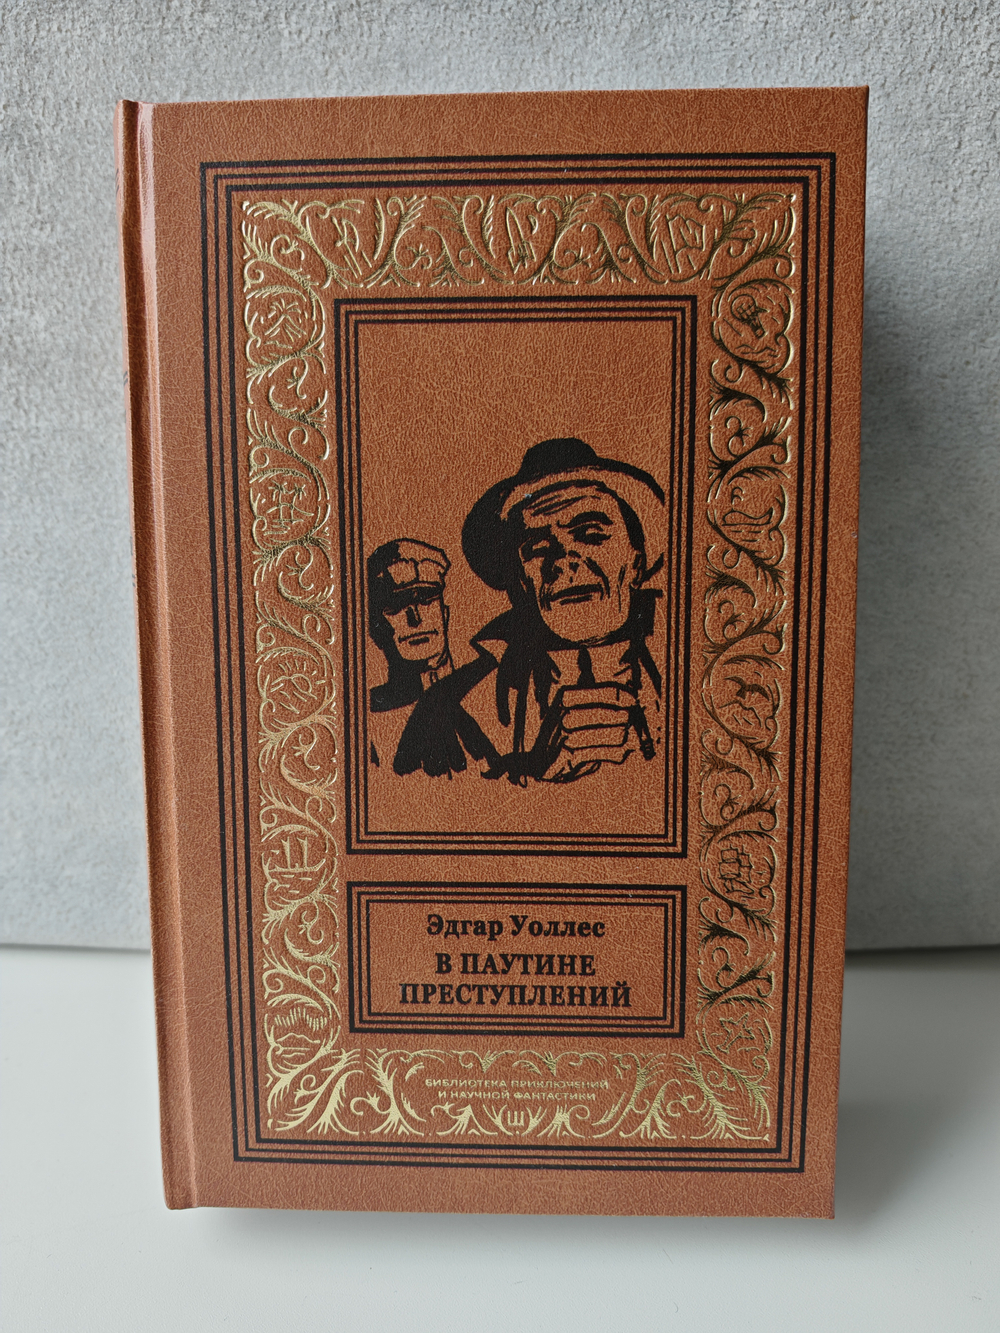 Эдгар Уоллес
В ПАУТИНЕ
ПРЕСТУПЛЕНИЙ
БИБЛИОТЕКА ПРИКЛЮЧЕНИЙ
И НАУЧНОЙ ФАНТАСТИКИ
Ш